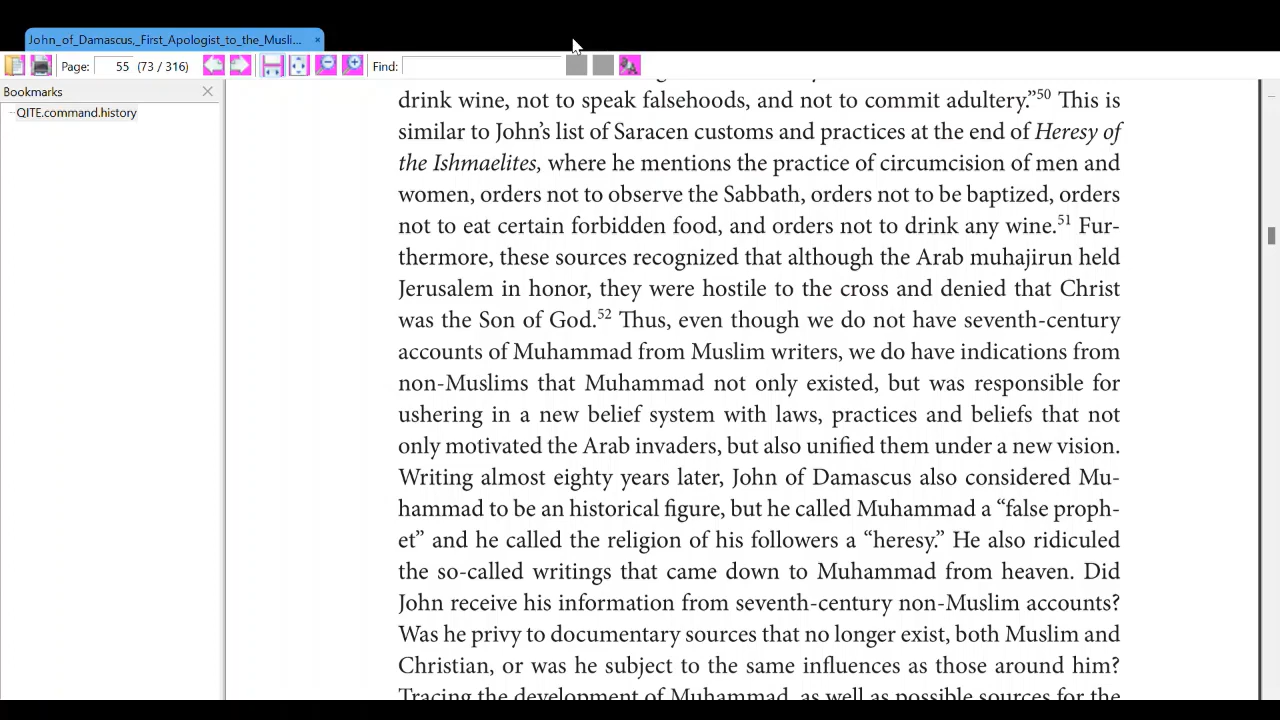 John_of_Damascus,_First_Apologist_to_the_Musli... ×
Page: 55 (73 / 316) Find:
Bookmarks
QITE.command.history
drink wine, not to speak falsehoods, and not to commit adultery.”50 This is
similar to John’s list of Saracen customs and practices at the end of Heresy of
the Ishmaelites, where he mentions the practice of circumcision of men and
women, orders not to observe the Sabbath, orders not to be baptized, orders
not to eat certain forbidden food, and orders not to drink any wine.51 Fur-
thermore, these sources recognized that although the Arab muhajirun held
Jerusalem in honor, they were hostile to the cross and denied that Christ
was the Son of God.52 Thus, even though we do not have seventh-century
accounts of Muhammad from Muslim writers, we do have indications from
non-Muslims that Muhammad not only existed, but was responsible for
ushering in a new belief system with laws, practices and beliefs that not
only motivated the Arab invaders, but also unified them under a new vision.
Writing almost eighty years later, John of Damascus also considered Mu-
hammad to be an historical figure, but he called Muhammad a “false proph-
et” and he called the religion of his followers a “heresy.” He also ridiculed
the so-called writings that came down to Muhammad from heaven. Did
John receive his information from seventh-century non-Muslim accounts?
Was he privy to documentary sources that no longer exist, both Muslim and
Christian, or was he subject to the same influences as those around him?
Tracing the development of Muhammad, as well as possible sources for the